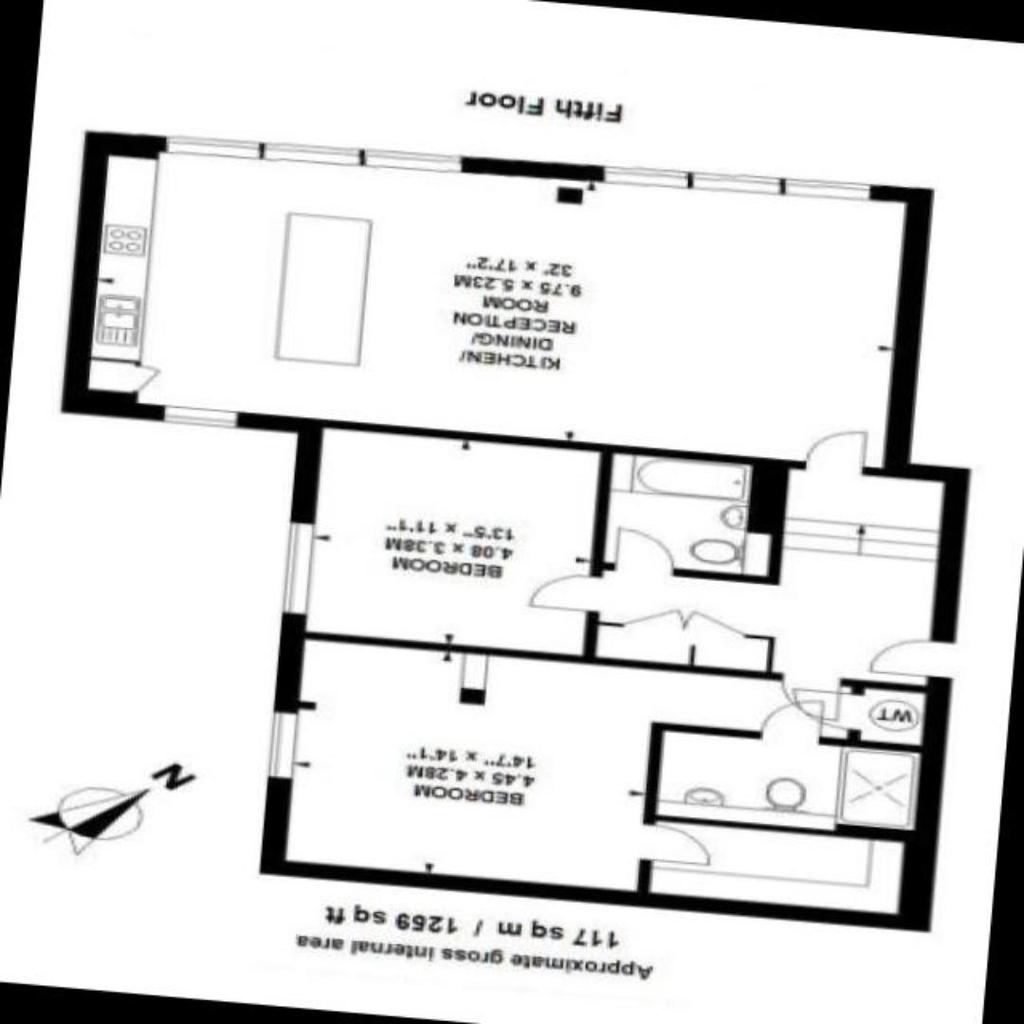 Approximate gross internal area
117 sq m / 1259 sq ft
BEDROOM
4.45 x 4.28M
14'7" x 14'1"
N
WT
BEDROOM
4.08 x 3.38M
13'5" x 11'1"
KITCHEN/
DINING/
RECEPTION
ROOM
9.75 x 5.23M
32' x 17'2"
Fifth Floor